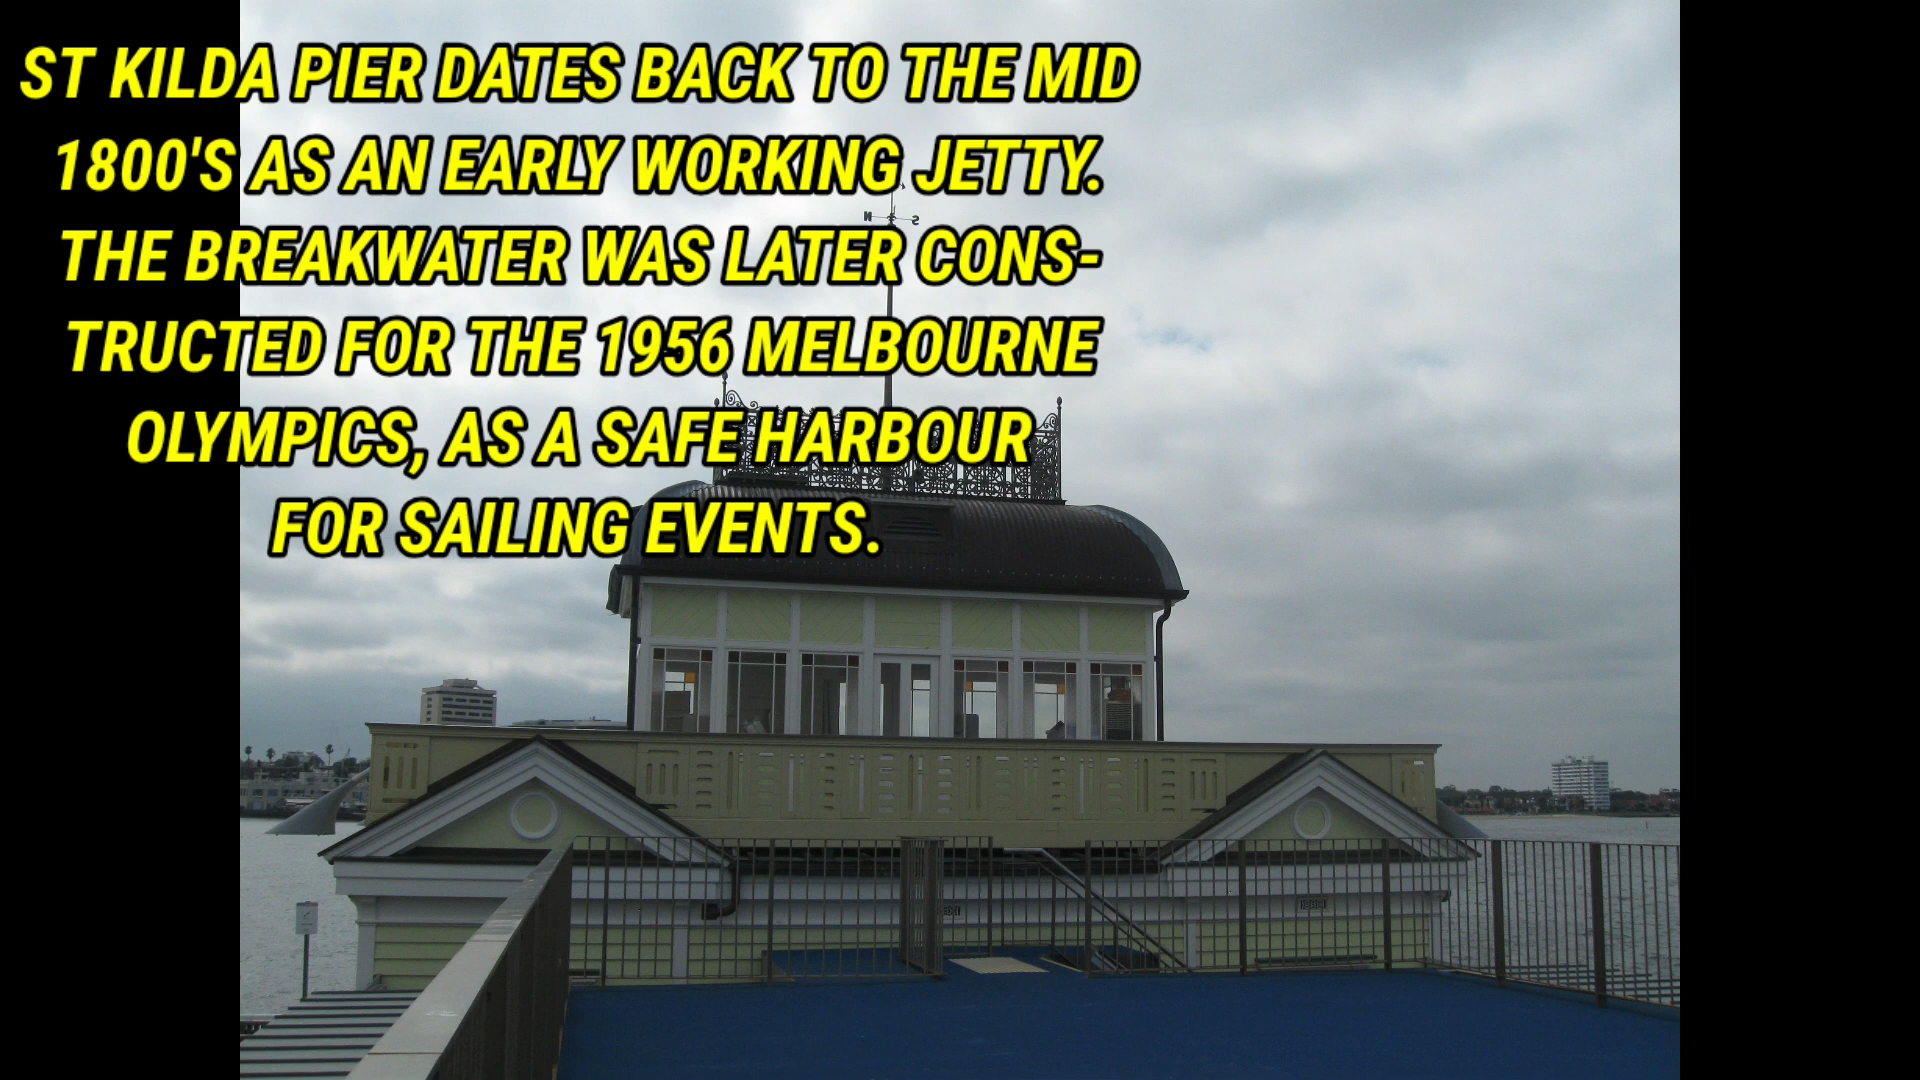 ST KILDA PIER DATES BACK TO THE MID
1800'S AS AN EARLY WORKING JETTY.
THE BREAKWATER WAS LATER CONS-
TRUCTED FOR THE 1956 MELBOURNE
OLYMPICS, AS A SAFE HARBOUR
FOR SAILING EVENTS.
N S